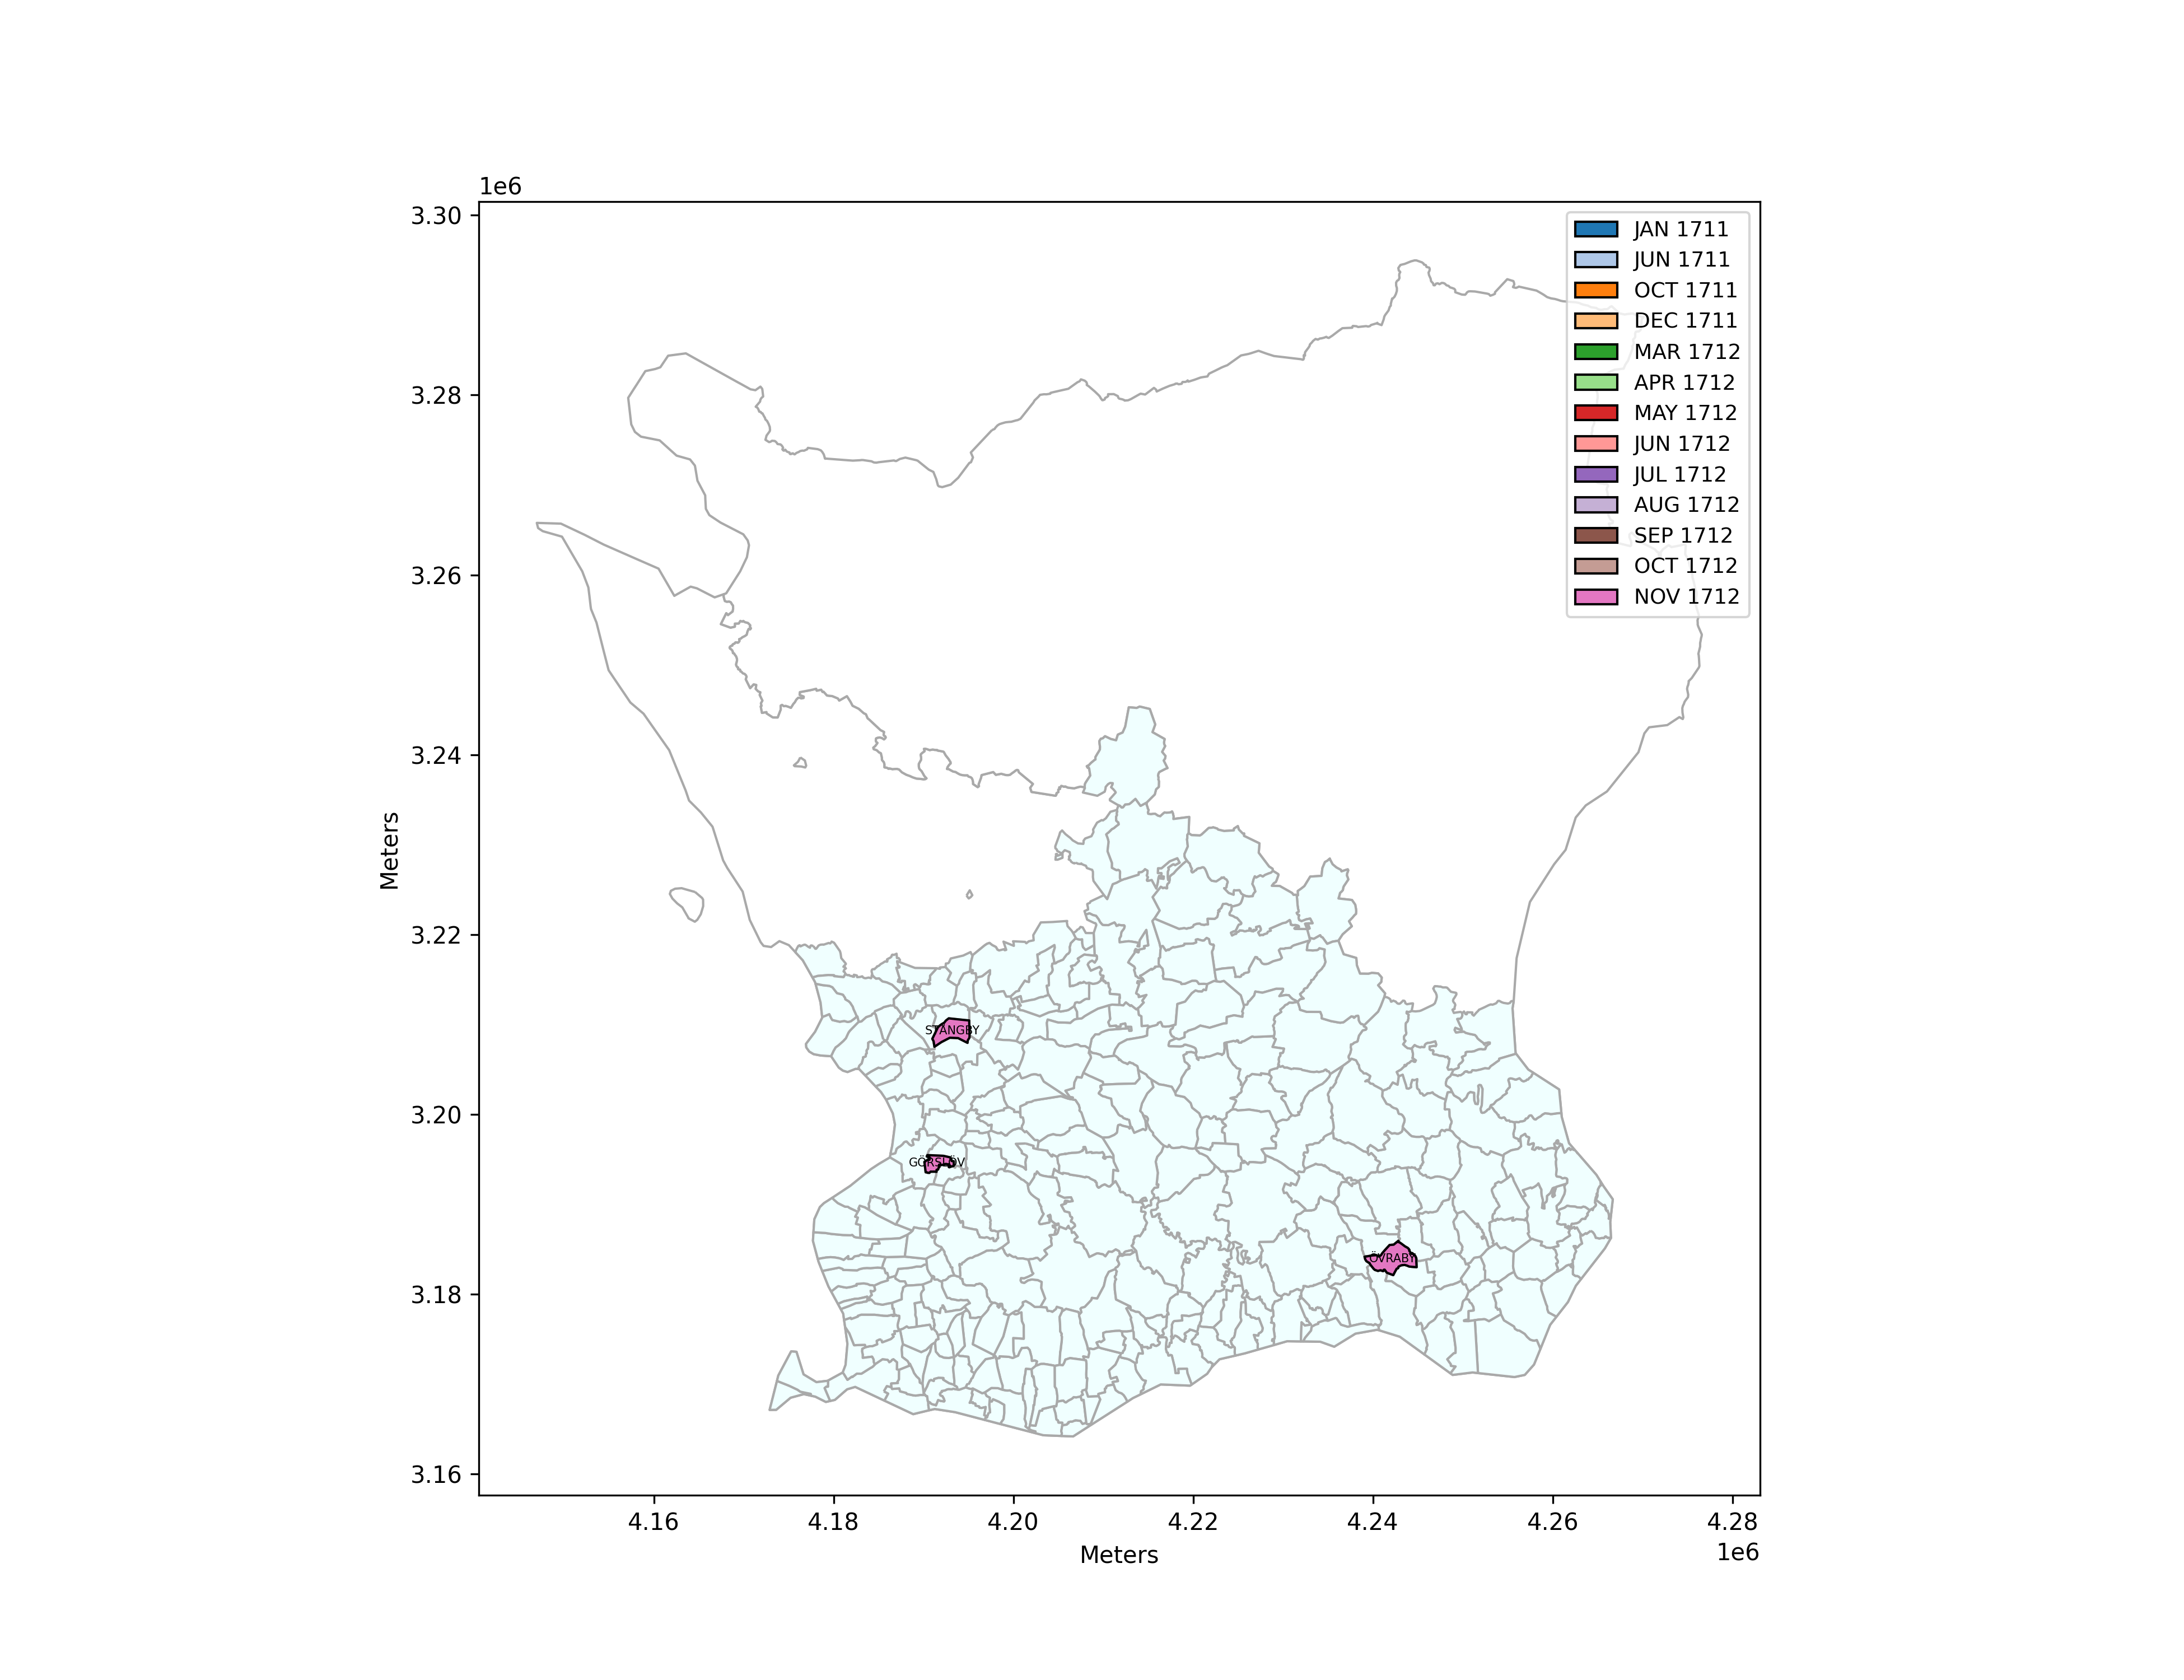 1e6
3.30
3.28
3.26
3.24
3.22
3.20
3.18
3.16
Meters
JAN 1711
JUN 1711
OCT 1711
DEC 1711
MAR 1712
APR 1712
MAY 1712
JUN 1712
JUL 1712
AUG 1712
SEP 1712
OCT 1712
NOV 1712
STÅNGBY
GÖRSLÖV
ÖVRABY
4.16 4.18 4.20 4.22 4.24 4.26 4.28
Meters
1e6